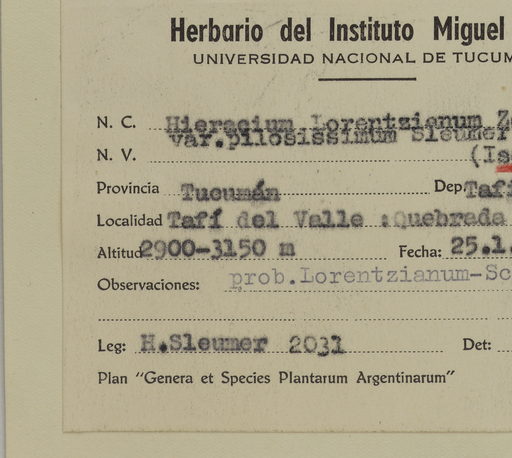 Herbario del Instituto Miguel
UNIVERSIDAD NACIONAL DE TUCUM
N. C. Hieracium Lorentzianum Z
var.pilosissimum Sleumer
N. V. (Is
Provincia Tucumán Dep Tafí
Localidad Tafí del Valle :Quebrada
Altitud 2900-3150 m Fecha: 25.1.
Observaciones: prob.Lorentzianum-Sc
Leg: H.Sleumer 2031 Det:
Plan "Genera et Species Plantarum Argentinarum"